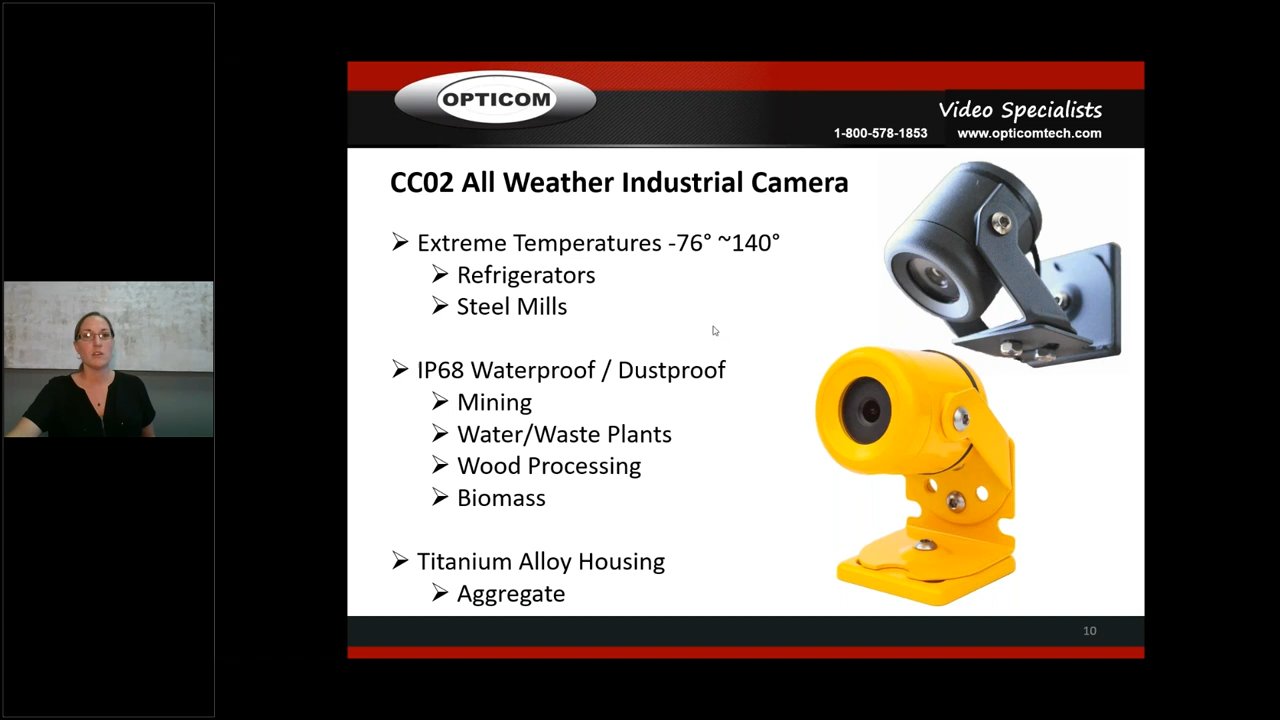 OPTICOM
Video Specialists
1-800-578-1853 www.opticomtech.com
CC02 All Weather Industrial Camera
Extreme Temperatures -76° ~140°
Refrigerators
Steel Mills
IP68 Waterproof / Dustproof
Mining
Water/Waste Plants
Wood Processing
Biomass
Titanium Alloy Housing
Aggregate
10